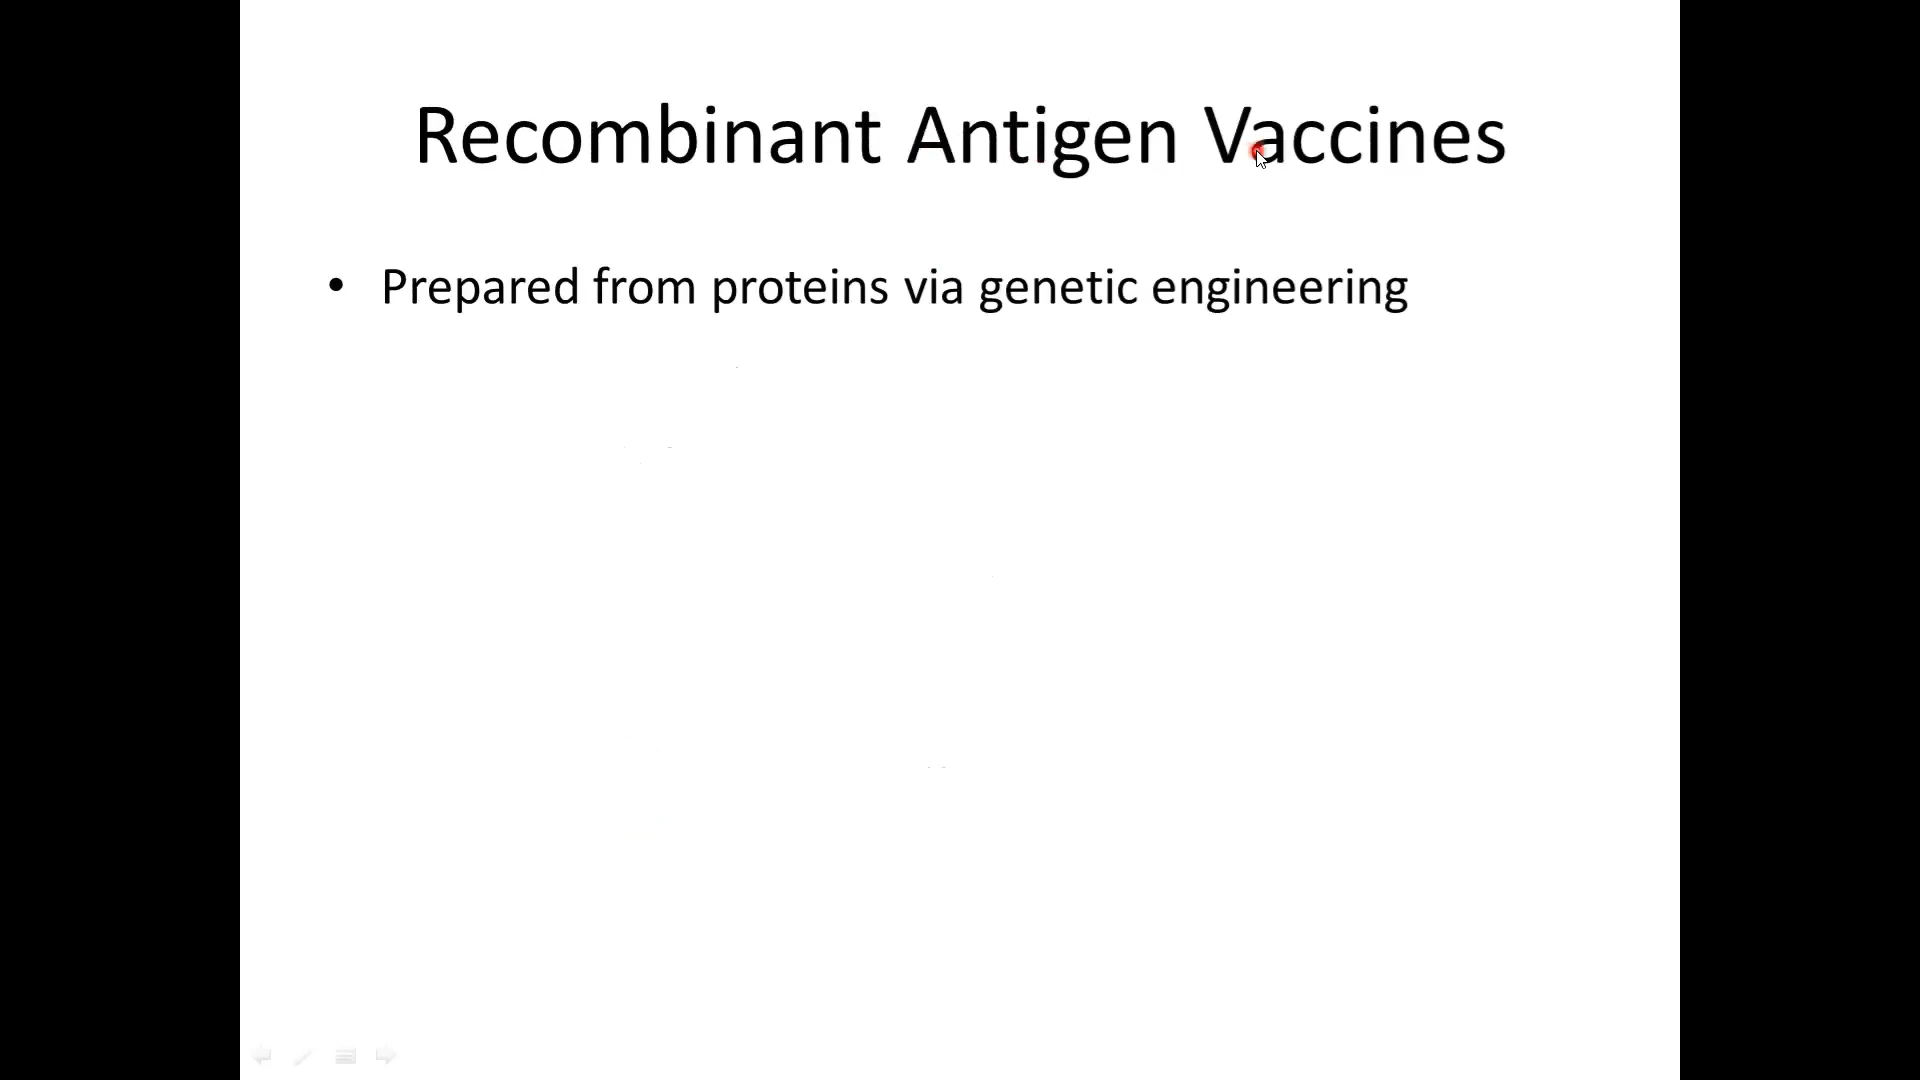 Recombinant Antigen Vaccines
• Prepared from proteins via genetic engineering